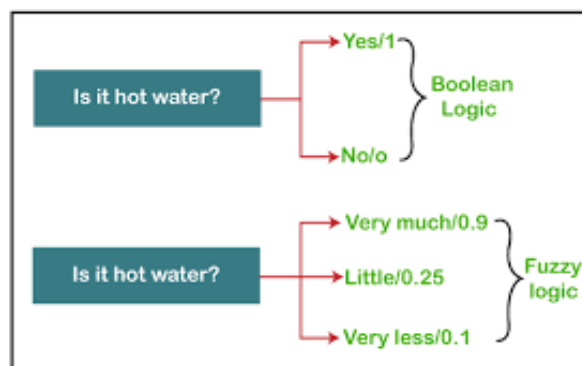 Is it hot water?
Yes/1
No/o
Boolean
Logic
Is it hot water?
Very much/0.9
Little/0.25
Very less/0.1
Fuzzy
logic